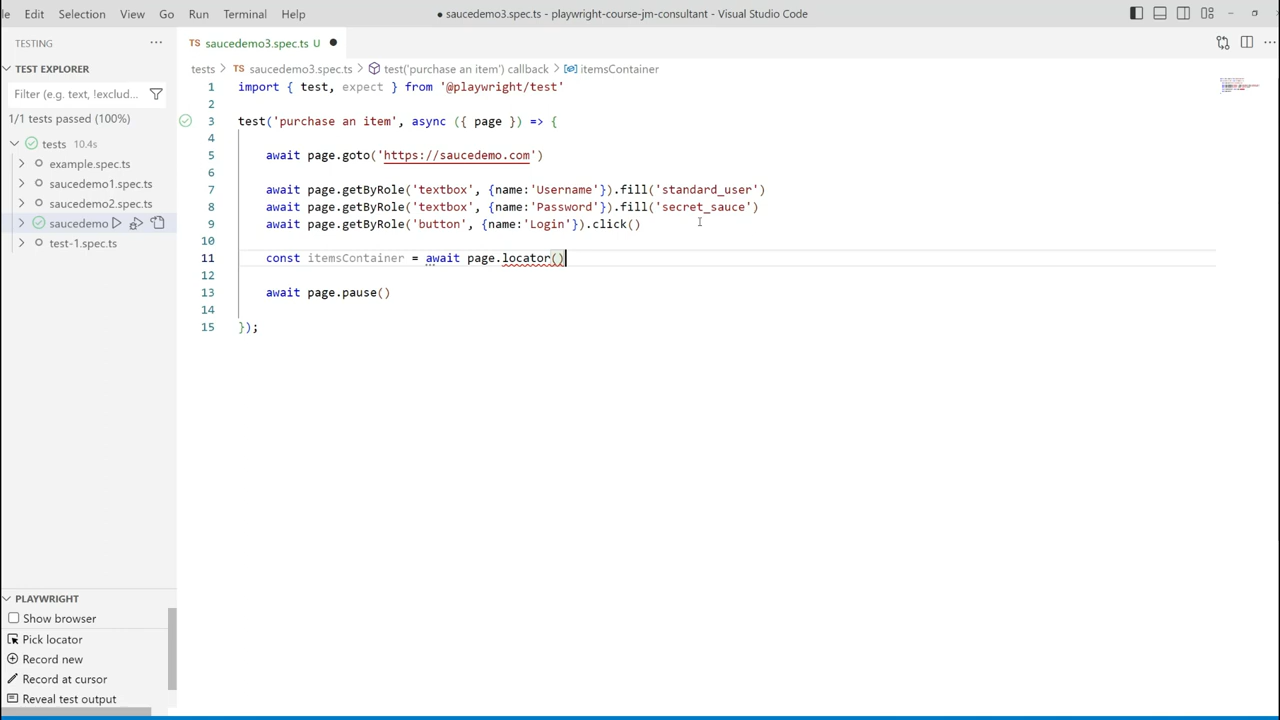 le Edit Selection View Go Run Terminal Help ● saucedemo3.spec.ts - playwright-course-jm-consultant - Visual Studio Code
TESTING
TS saucedemo3.spec.ts U
TEST EXPLORER
tests > TS saucedemo3.spec.ts > test('purchase an item') callback > itemsContainer
Filter (e.g. text, !exclud...
1/1 tests passed (100%)
tests 10.4s
example.spec.ts
saucedemo1.spec.ts
saucedemo2.spec.ts
saucedemo
test-1.spec.ts
1 import { test, expect } from '@playwright/test'
2
3 test('purchase an item', async ({ page }) => {
4
5 await page.goto('https://saucedemo.com')
6
7 await page.getByRole('textbox', {name:'Username'}).fill('standard_user')
8 await page.getByRole('textbox', {name:'Password'}).fill('secret_sauce')
9 await page.getByRole('button', {name:'Login'}).click()
10
11 const itemsContainer = await page.locator()
12
13 await page.pause()
14
15 });
PLAYWRIGHT
Show browser
Pick locator
Record new
Record at cursor
Reveal test output